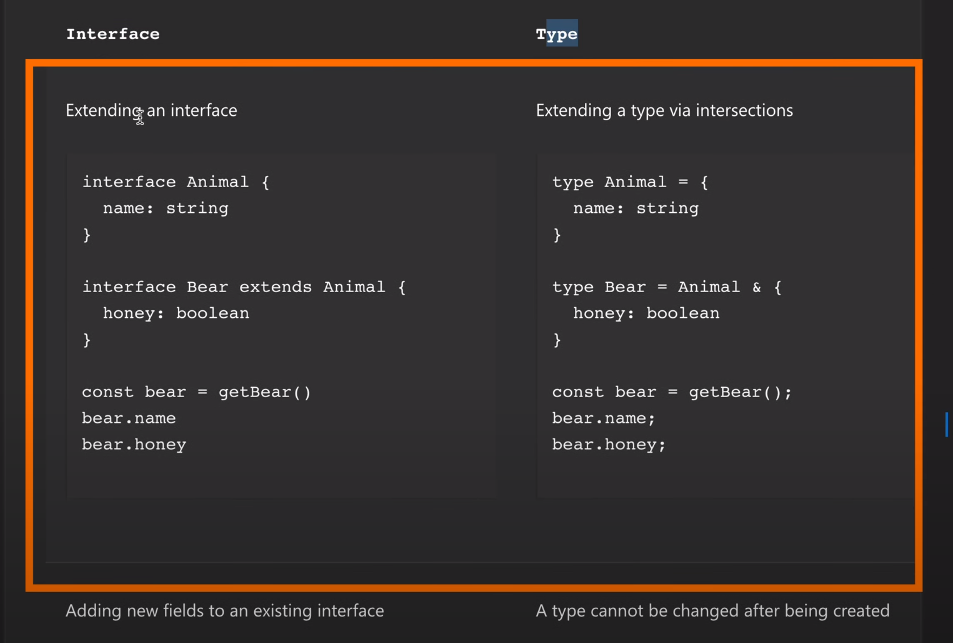 Interface
Type
Extending an interface
Extending a type via intersections
interface Animal {
  name: string
}
interface Bear extends Animal {
  honey: boolean
}
const bear = getBear()
bear.name
bear.honey
type Animal = {
  name: string
}
type Bear = Animal & {
  honey: boolean
}
const bear = getBear();
bear.name;
bear.honey;
Adding new fields to an existing interface
A type cannot be changed after being created